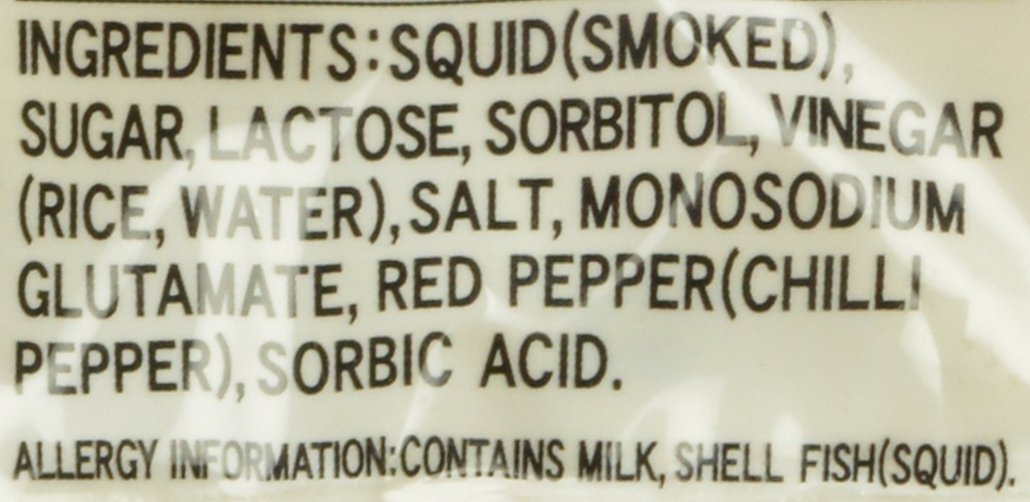 INGREDIENTS:SQUID(SMOKED),
SUGAR, LACTOSE, SORBITOL, VINEGAR
(RICE, WATER), SALT, MONOSODIUM
GLUTAMATE, RED PEPPER(CHILLI
PEPPER), SORBIC ACID.
ALLERGY INFORMATION:CONTAINS MILK, SHELL FISH(SQUID).